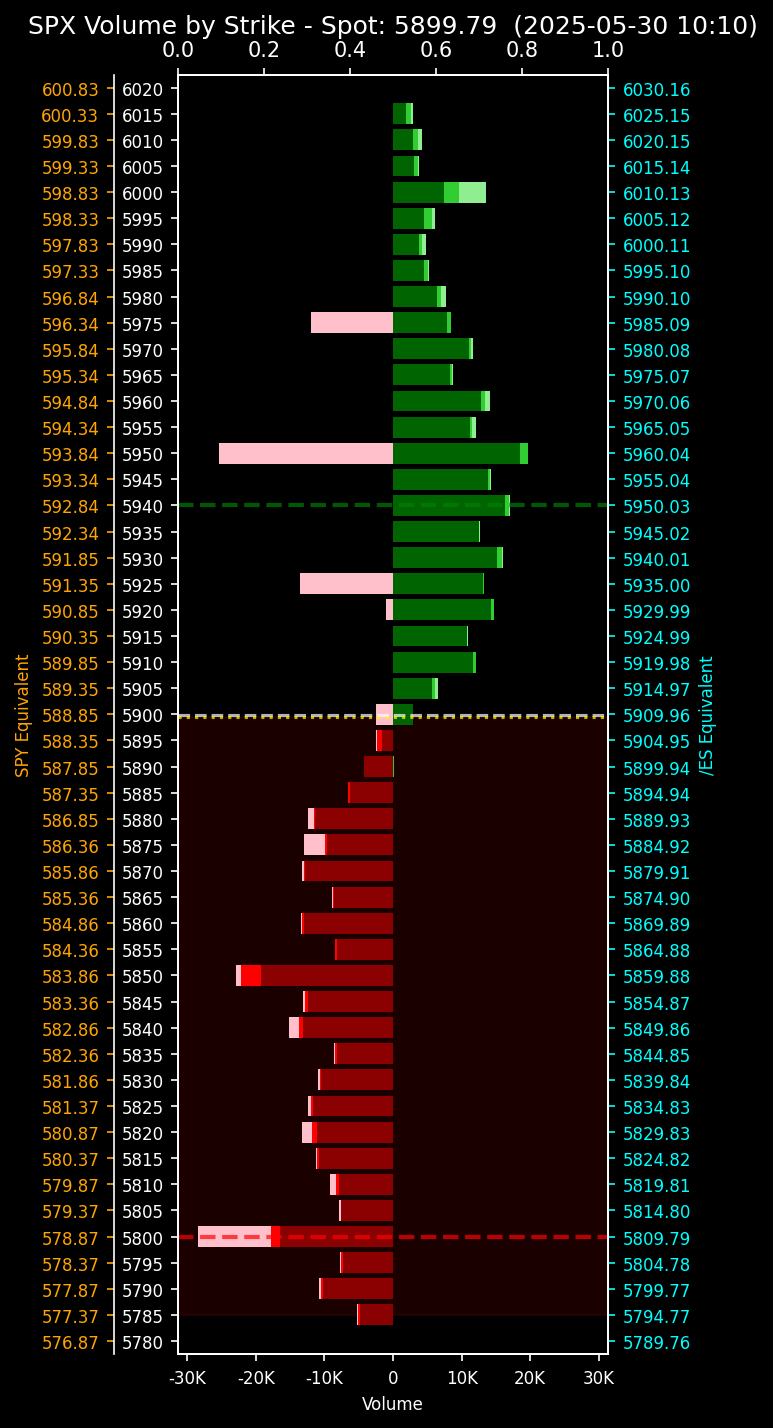 SPX Volume by Strike - Spot: 5899.79  (2025-05-30 10:10)
0.0 0.2 0.4 0.6 0.8 1.0
600.83 6020 6030.16
600.33 6015 6025.15
599.83 6010 6020.15
599.33 6005 6015.14
598.83 6000 6010.13
598.33 5995 6005.12
597.83 5990 6000.11
597.33 5985 5995.10
596.84 5980 5990.10
596.34 5975 5985.09
595.84 5970 5980.08
595.34 5965 5975.07
594.84 5960 5970.06
594.34 5955 5965.05
593.84 5950 5960.04
593.34 5945 5955.04
592.84 5940 5950.03
592.34 5935 5945.02
591.85 5930 5940.01
591.35 5925 5935.00
590.85 5920 5929.99
590.35 5915 5924.99
589.85 5910 5919.98
589.35 5905 5914.97
588.85 5900 5909.96
588.35 5895 5904.95
587.85 5890 5899.94
587.35 5885 5894.94
586.85 5880 5889.93
586.36 5875 5884.92
585.86 5870 5879.91
585.36 5865 5874.90
584.86 5860 5869.89
584.36 5855 5864.88
583.86 5850 5859.88
583.36 5845 5854.87
582.86 5840 5849.86
582.36 5835 5844.85
581.86 5830 5839.84
581.37 5825 5834.83
580.87 5820 5829.83
580.37 5815 5824.82
579.87 5810 5819.81
579.37 5805 5814.80
578.87 5800 5809.79
578.37 5795 5804.78
577.87 5790 5799.77
577.37 5785 5794.77
576.87 5780 5789.76
SPY Equivalent
/ES Equivalent
-30K -20K -10K 0 10K 20K 30K
Volume